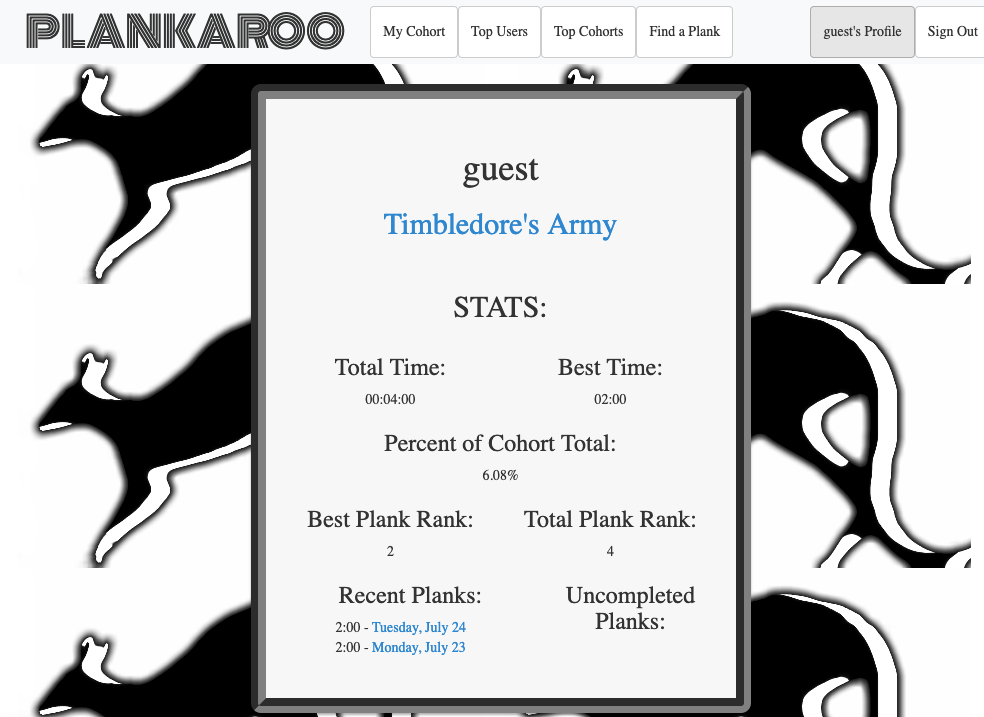 PLANKAROO
My Cohort
Top Users
Top Cohorts
Find a Plank
guest's Profile
Sign Out
guest
Timbledore's Army
STATS:
Total Time:
Best Time:
00:04:00
02:00
Percent of Cohort Total:
6.08%
Best Plank Rank:
Total Plank Rank:
2
4
Recent Planks:
2:00 - Tuesday, July 24
2:00 - Monday, July 23
Uncompleted
Planks: